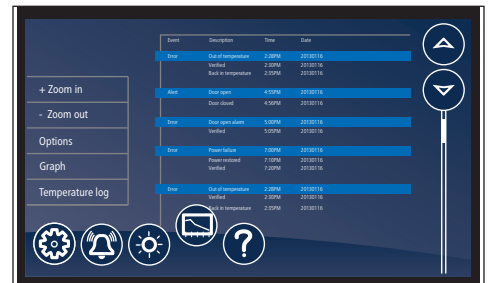 Event Description Time Date
Error Out of temperature 2:28PM 20130116
Verified 2:30PM 20130116
Back in temperature 2:35PM 20130116
Alert Door open 4:55PM 20130116
Door closed 4:56PM 20130116
Error Door open alarm 5:00PM 20130116
Verified 5:05PM 20130116
Error Power failure 7:00PM 20130116
Power restored 7:10PM 20130116
Verified 7:20PM 20130116
Error Out of temperature 2:28PM 20130116
Verified 2:30PM 20130116
Back in temperature 2:35PM 20130116
+ Zoom in
- Zoom out
Options
Graph
Temperature log
?